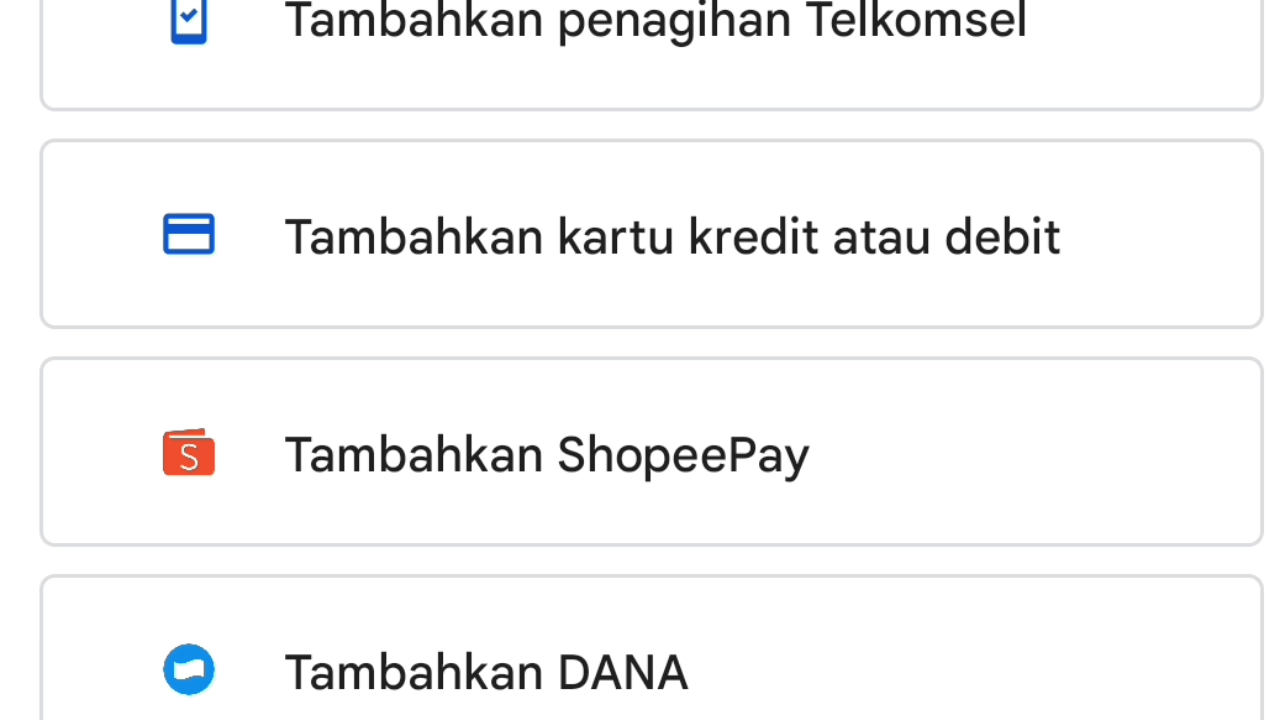 Tambahkan penagihan Telkomsel
Tambahkan kartu kredit atau debit
S
Tambahkan ShopeePay
Tambahkan DANA